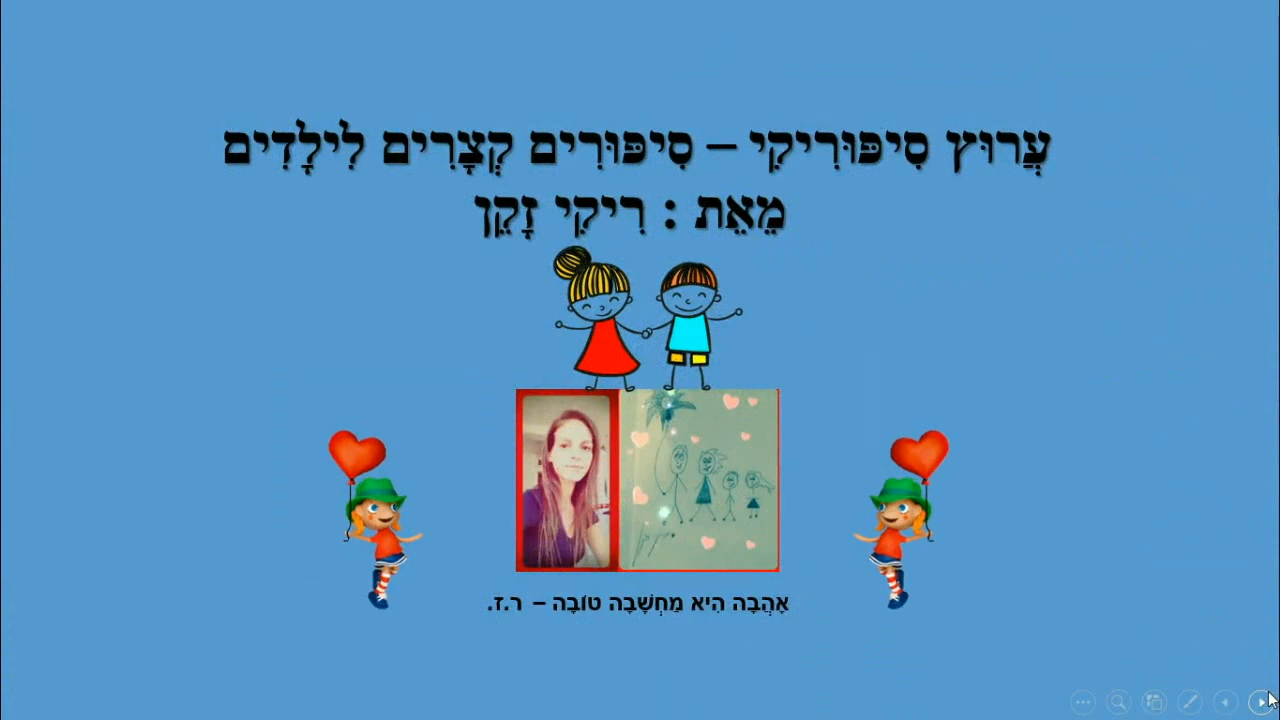 עֲרוּץ סִיפּוּרִיקִי – סִיפּוּרִים קְצָרִים לִילָדִים
מֵאֵת : רִיקִי זָקֵן
אָהֲבָה הִיא מַחְשָׁבָה טוֹבָה – ר.ז.